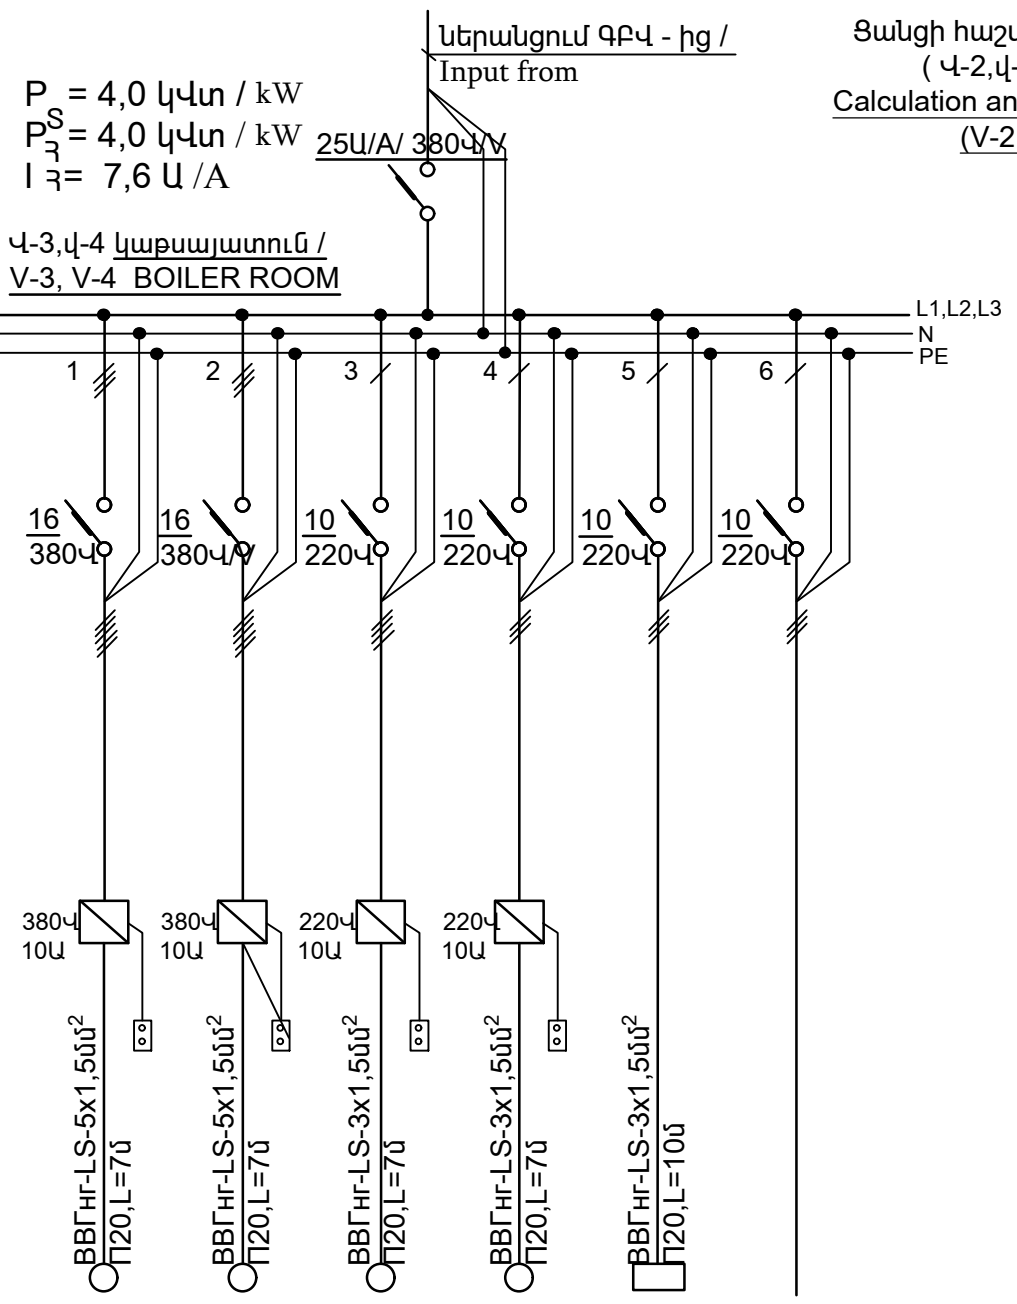 ներանցում ԳԲՎ - ից /
Input from
Ցանցի հաշվ
( Վ-2,վ-
Calculation an
(V-2
P = 4,0 կՎտ / kW
S
P = 4,0 կՎտ / kW
Հ
I Հ = 7,6 Ա /A
25Ա/A/ 380Վ/V
Վ-3,վ-4 կաթսայատուն /
V-3, V-4 BOILER ROOM
L1,L2,L3
N
PE
1 2 3 4 5 6
16 16 10 10 10 10
380Վ 380Վ/V 220Վ 220Վ 220Վ 220Վ
380Վ 380Վ 220Վ 220Վ
10Ա 10Ա 10Ա 10Ա
ВВГнг-LS-5x1,5մմ²
П20,L=7մ
ВВГнг-LS-5x1,5մմ²
П20,L=7մ
ВВГнг-LS-3x1,5մմ²
П20,L=7մ
ВВГнг-LS-3x1,5մմ²
П20,L=7մ
ВВГнг-LS-3x1,5մմ²
П20,L=10մ